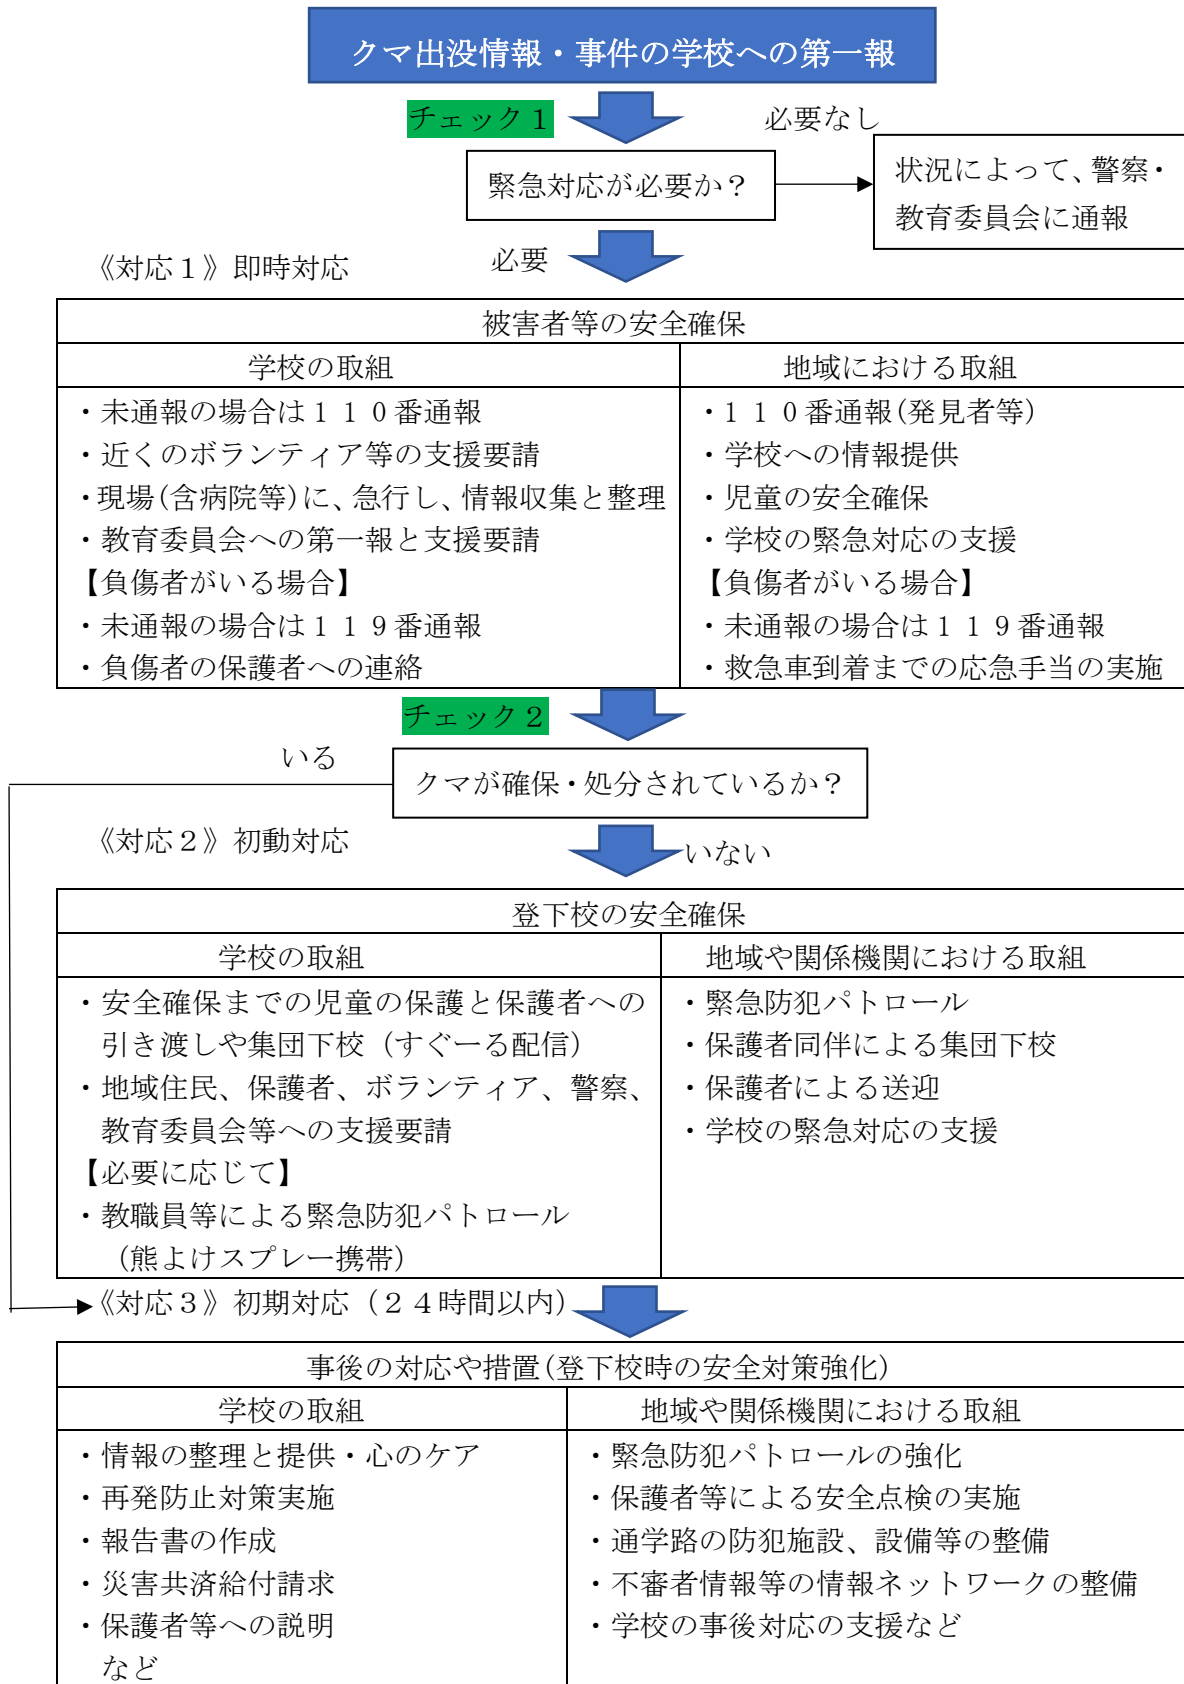 クマ出没情報・事件の学校への第一報
チェック１
必要なし
緊急対応が必要か？
状況によって、警察・
教育委員会に通報
必要
《対応１》即時対応
被害者等の安全確保
学校の取組
・未通報の場合は１１０番通報
・近くのボランティア等の支援要請
・現場(含病院等)に、急行し、情報収集と整理
・教育委員会への第一報と支援要請
【負傷者がいる場合】
・未通報の場合は１１９番通報
・負傷者の保護者への連絡
地域における取組
・１１０番通報(発見者等)
・学校への情報提供
・児童の安全確保
・学校の緊急対応の支援
【負傷者がいる場合】
・未通報の場合は１１９番通報
・救急車到着までの応急手当の実施
チェック２
いる
クマが確保・処分されているか？
《対応２》初動対応
いない
登下校の安全確保
学校の取組
・安全確保までの児童の保護と保護者への
引き渡しや集団下校（すぐーる配信）
・地域住民、保護者、ボランティア、警察、
教育委員会等への支援要請
【必要に応じて】
・教職員等による緊急防犯パトロール
（熊よけスプレー携帯）
地域や関係機関における取組
・緊急防犯パトロール
・保護者同伴による集団下校
・保護者による送迎
・学校の緊急対応の支援
《対応３》初期対応（２４時間以内）
事後の対応や措置(登下校時の安全対策強化)
学校の取組
・情報の整理と提供・心のケア
・再発防止対策実施
・報告書の作成
・災害共済給付請求
・保護者等への説明
など
地域や関係機関における取組
・緊急防犯パトロールの強化
・保護者等による安全点検の実施
・通学路の防犯施設、設備等の整備
・不審者情報等の情報ネットワークの整備
・学校の事後対応の支援など